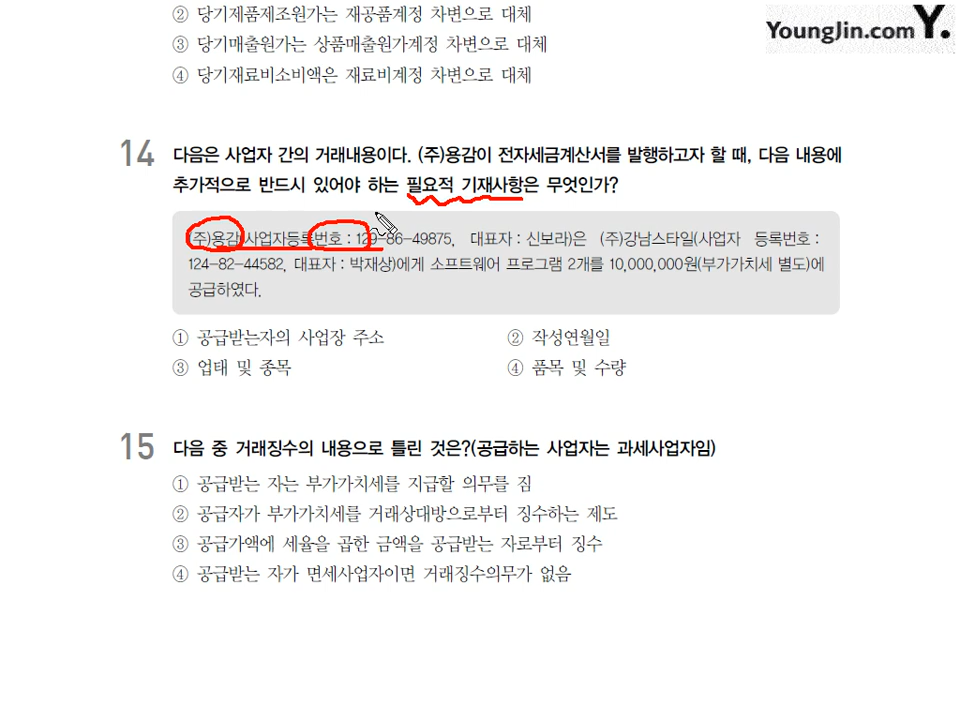 ② 당기제품제조원가는 재공품계정 차변으로 대체
YoungJin.com Y.
③ 당기매출원가는 상품매출원가계정 차변으로 대체
④ 당기재료비소비액은 재료비계정 차변으로 대체
14 다음은 사업자 간의 거래내용이다. (주)용감이 전자세금계산서를 발행하고자 할 때, 다음 내용에
추가적으로 반드시 있어야 하는 필요적 기재사항은 무엇인가?
(주)용감(사업자등록번호 : 129-86-49875, 대표자 : 신보라)은 (주)강남스타일(사업자 등록번호 :
124-82-44582, 대표자 : 박재상)에게 소프트웨어 프로그램 2개를 10,000,000원(부가가치세 별도)에
공급하였다.
① 공급받는자의 사업장 주소 ② 작성연월일
③ 업태 및 종목 ④ 품목 및 수량
15 다음 중 거래징수의 내용으로 틀린 것은?(공급하는 사업자는 과세사업자임)
① 공급받는 자는 부가가치세를 지급할 의무를 짐
② 공급자가 부가가치세를 거래상대방으로부터 징수하는 제도
③ 공급가액에 세율을 곱한 금액을 공급받는 자로부터 징수
④ 공급받는 자가 면세사업자이면 거래징수의무가 없음